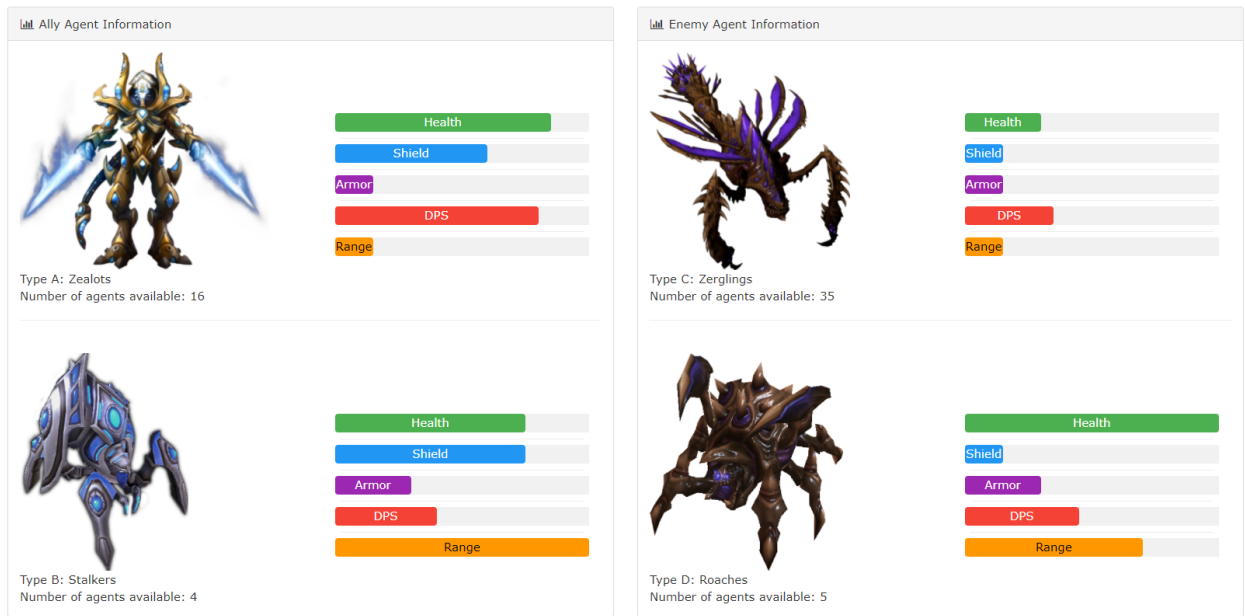 Ally Agent Information
Health
Shield
Armor
DPS
Range
Type A: Zealots
Number of agents available: 16
Health
Shield
Armor
DPS
Range
Type B: Stalkers
Number of agents available: 4
Enemy Agent Information
Health
Shield
Armor
DPS
Range
Type C: Zerglings
Number of agents available: 35
Health
Shield
Armor
DPS
Range
Type D: Roaches
Number of agents available: 5